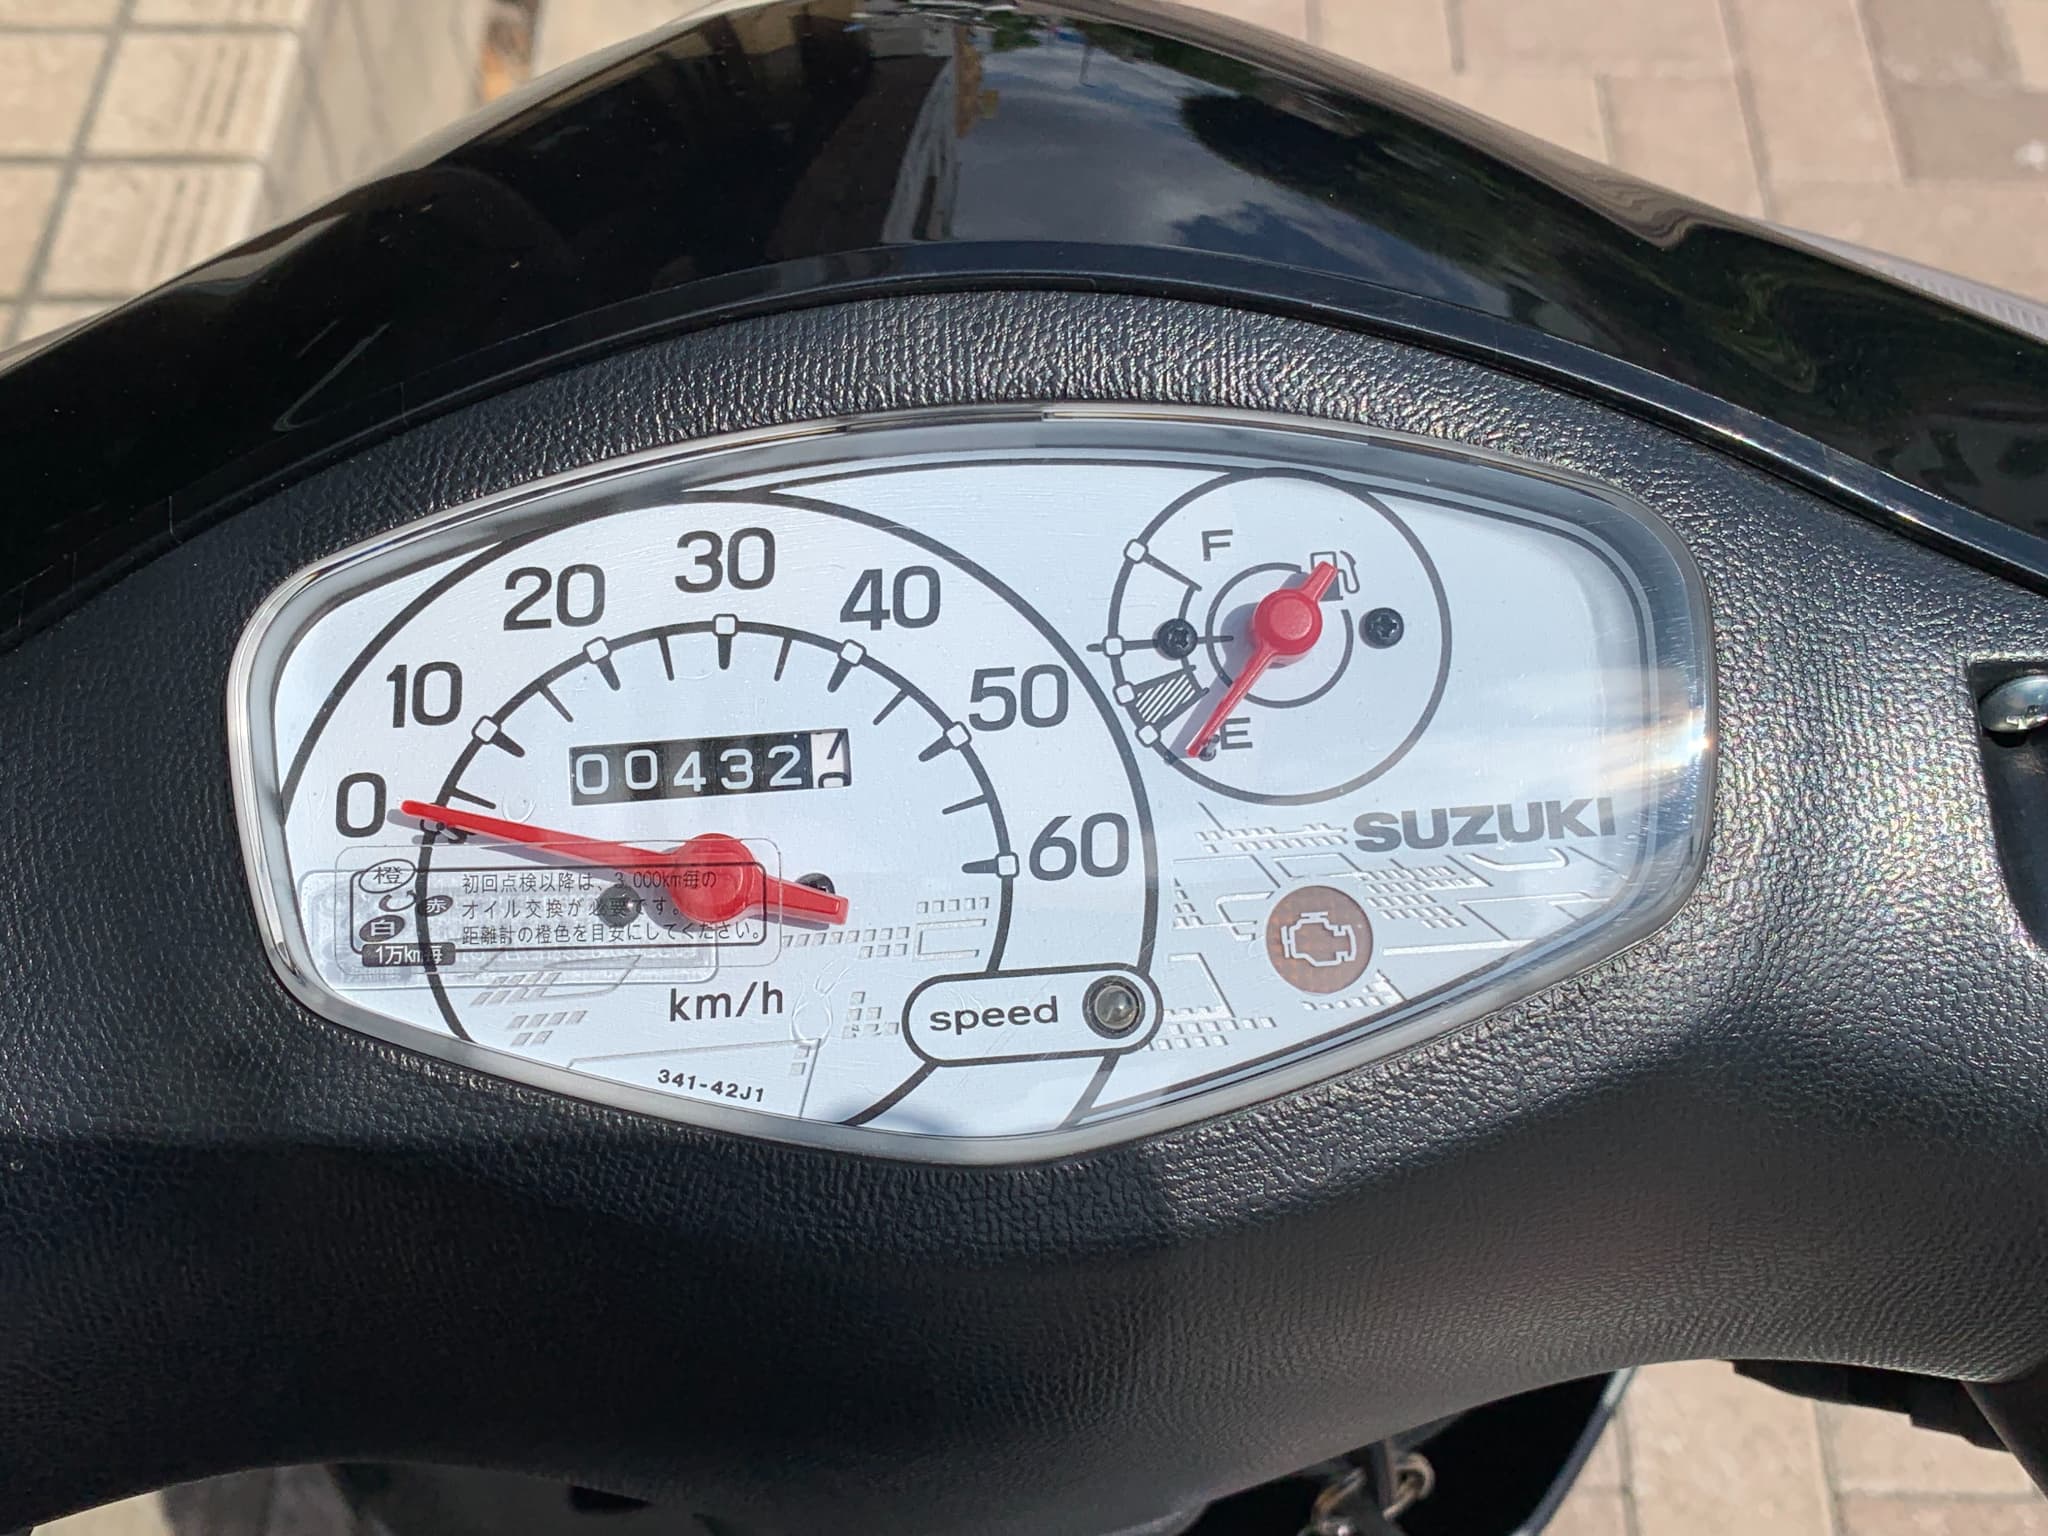 0
10
20
30
40
50
60
00432
F
E
SUZUKI
橙
赤
白
1万km毎
初回点検以降は、3,000km毎の
オイル交換が必要です。
距離計の橙色を目安にしてください。
km/h
speed
341-42J1